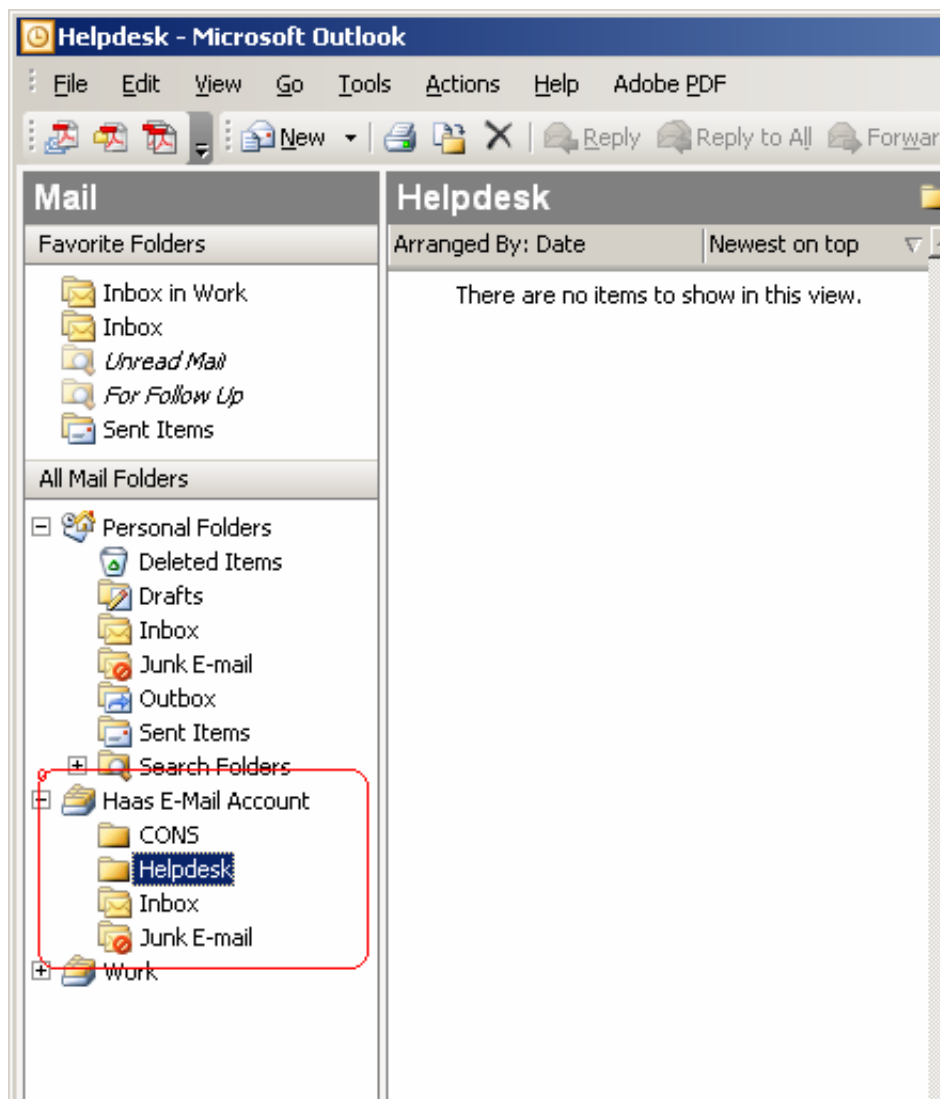 Helpdesk - Microsoft Outlook
File Edit View Go Tools Actions Help Adobe PDF
New Reply Reply to All Forwar
Mail
Favorite Folders
Inbox in Work
Inbox
Unread Mail
For Follow Up
Sent Items
All Mail Folders
Personal Folders
Deleted Items
Drafts
Inbox
Junk E-mail
Outbox
Sent Items
Search Folders
Haas E-Mail Account
CONS
Helpdesk
Inbox
Junk E-mail
Work
Helpdesk
Arranged By: Date Newest on top
There are no items to show in this view.